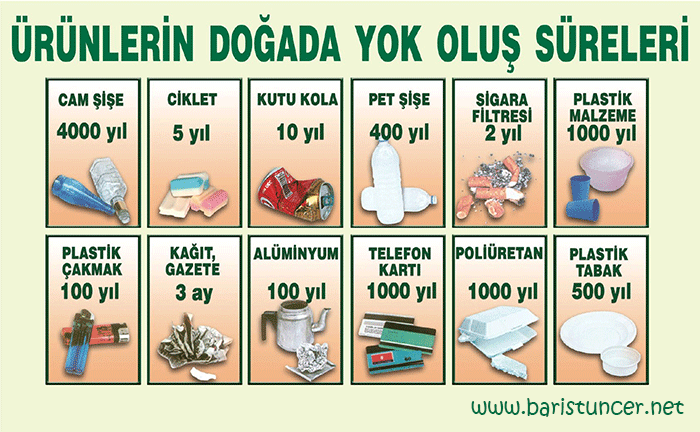 ÜRÜNLERİN DOĞADA YOK OLUŞ SÜRELERİ
CAM ŞİŞE
4000 yıl
CİKLET
5 yıl
KUTU KOLA
10 yıl
PET ŞİŞE
400 yıl
SİGARA
FİLTRESİ
2 yıl
PLASTİK
MALZEME
1000 yıl
PLASTİK
ÇAKMAK
100 yıl
KAĞIT,
GAZETE
3 ay
ALÜMİNYUM
100 yıl
TELEFON
KARTI
1000 yıl
POLİÜRETAN
1000 yıl
PLASTİK
TABAK
500 yıl
www.baristuncer.net